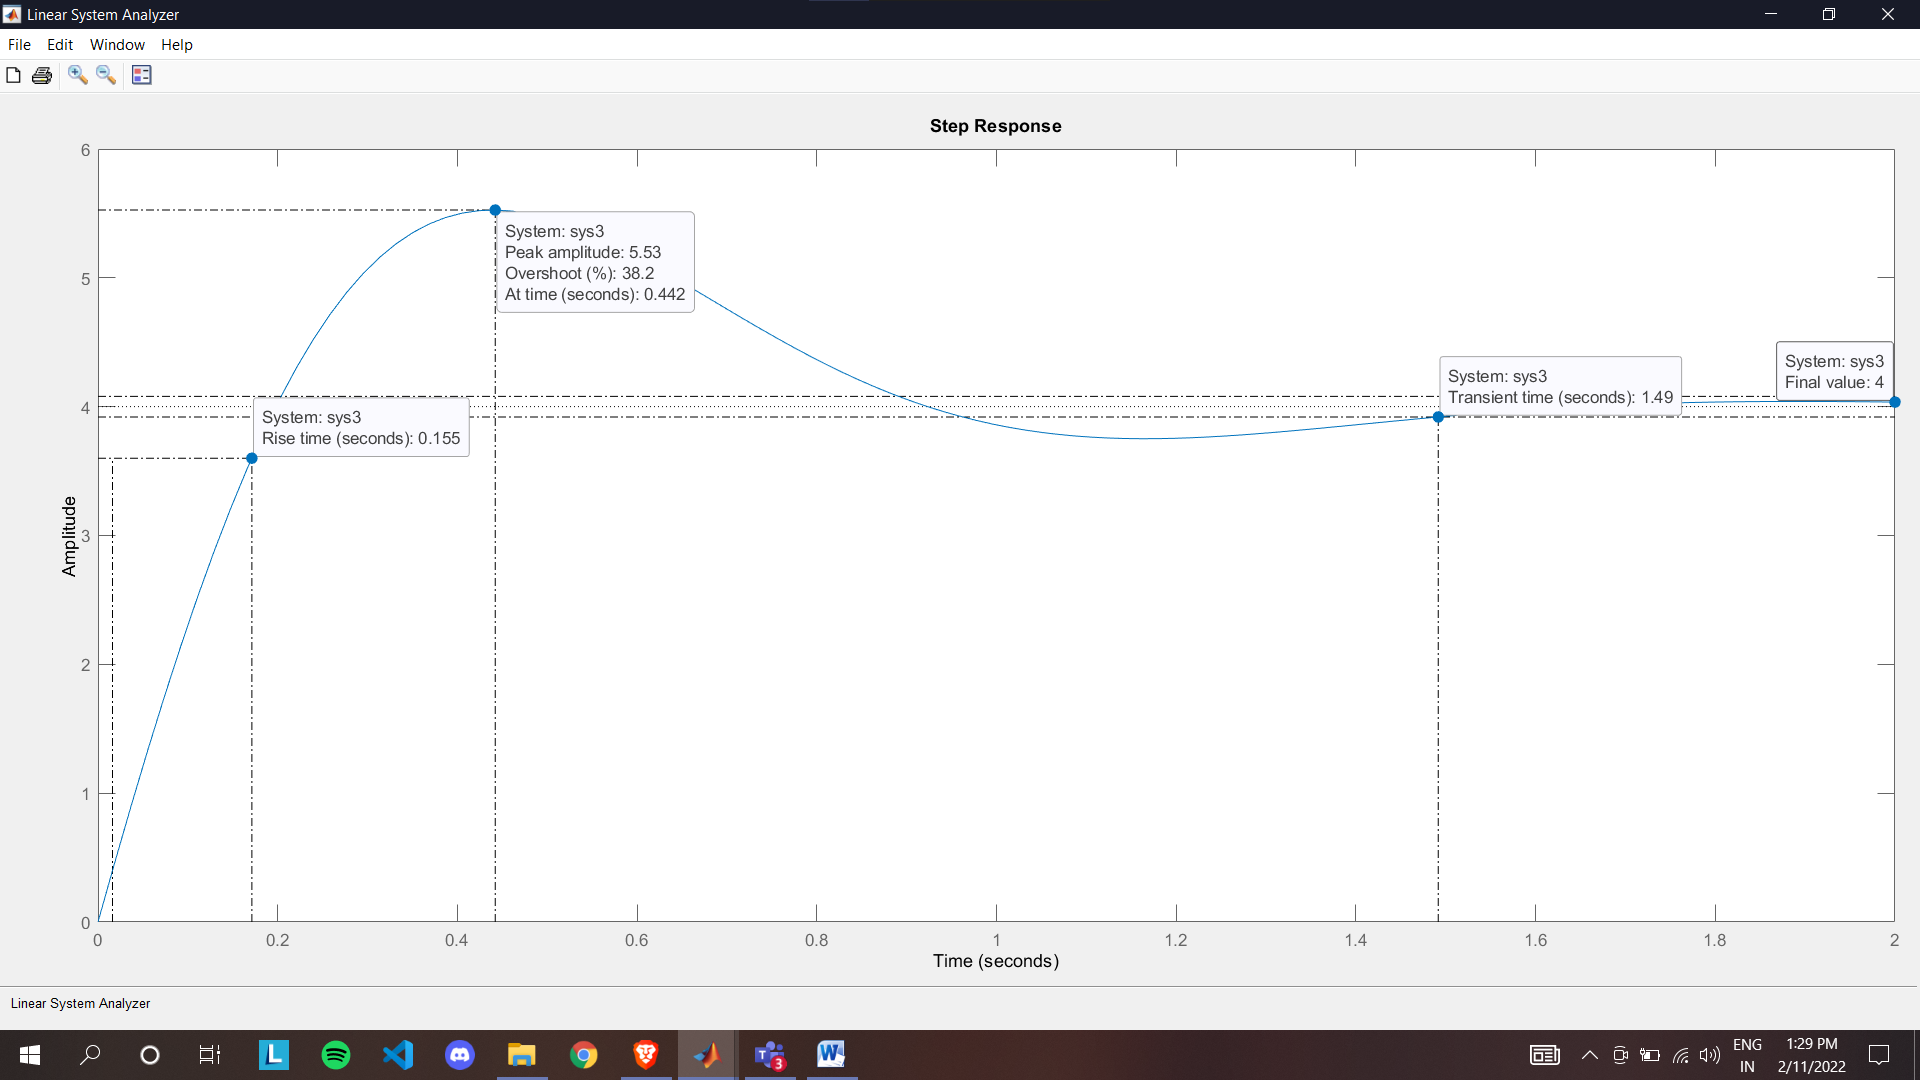 Linear System Analyzer
File Edit Window Help
Step Response
6
5
4
3
2
1
0
Amplitude
System: sys3
Peak amplitude: 5.53
Overshoot (%): 38.2
At time (seconds): 0.442
System: sys3
Final value: 4
System: sys3
Transient time (seconds): 1.49
System: sys3
Rise time (seconds): 0.155
0 0.2 0.4 0.6 0.8 1 1.2 1.4 1.6 1.8 2
Time (seconds)
Linear System Analyzer
L
T
3
W
ENG
IN
1:29 PM
2/11/2022